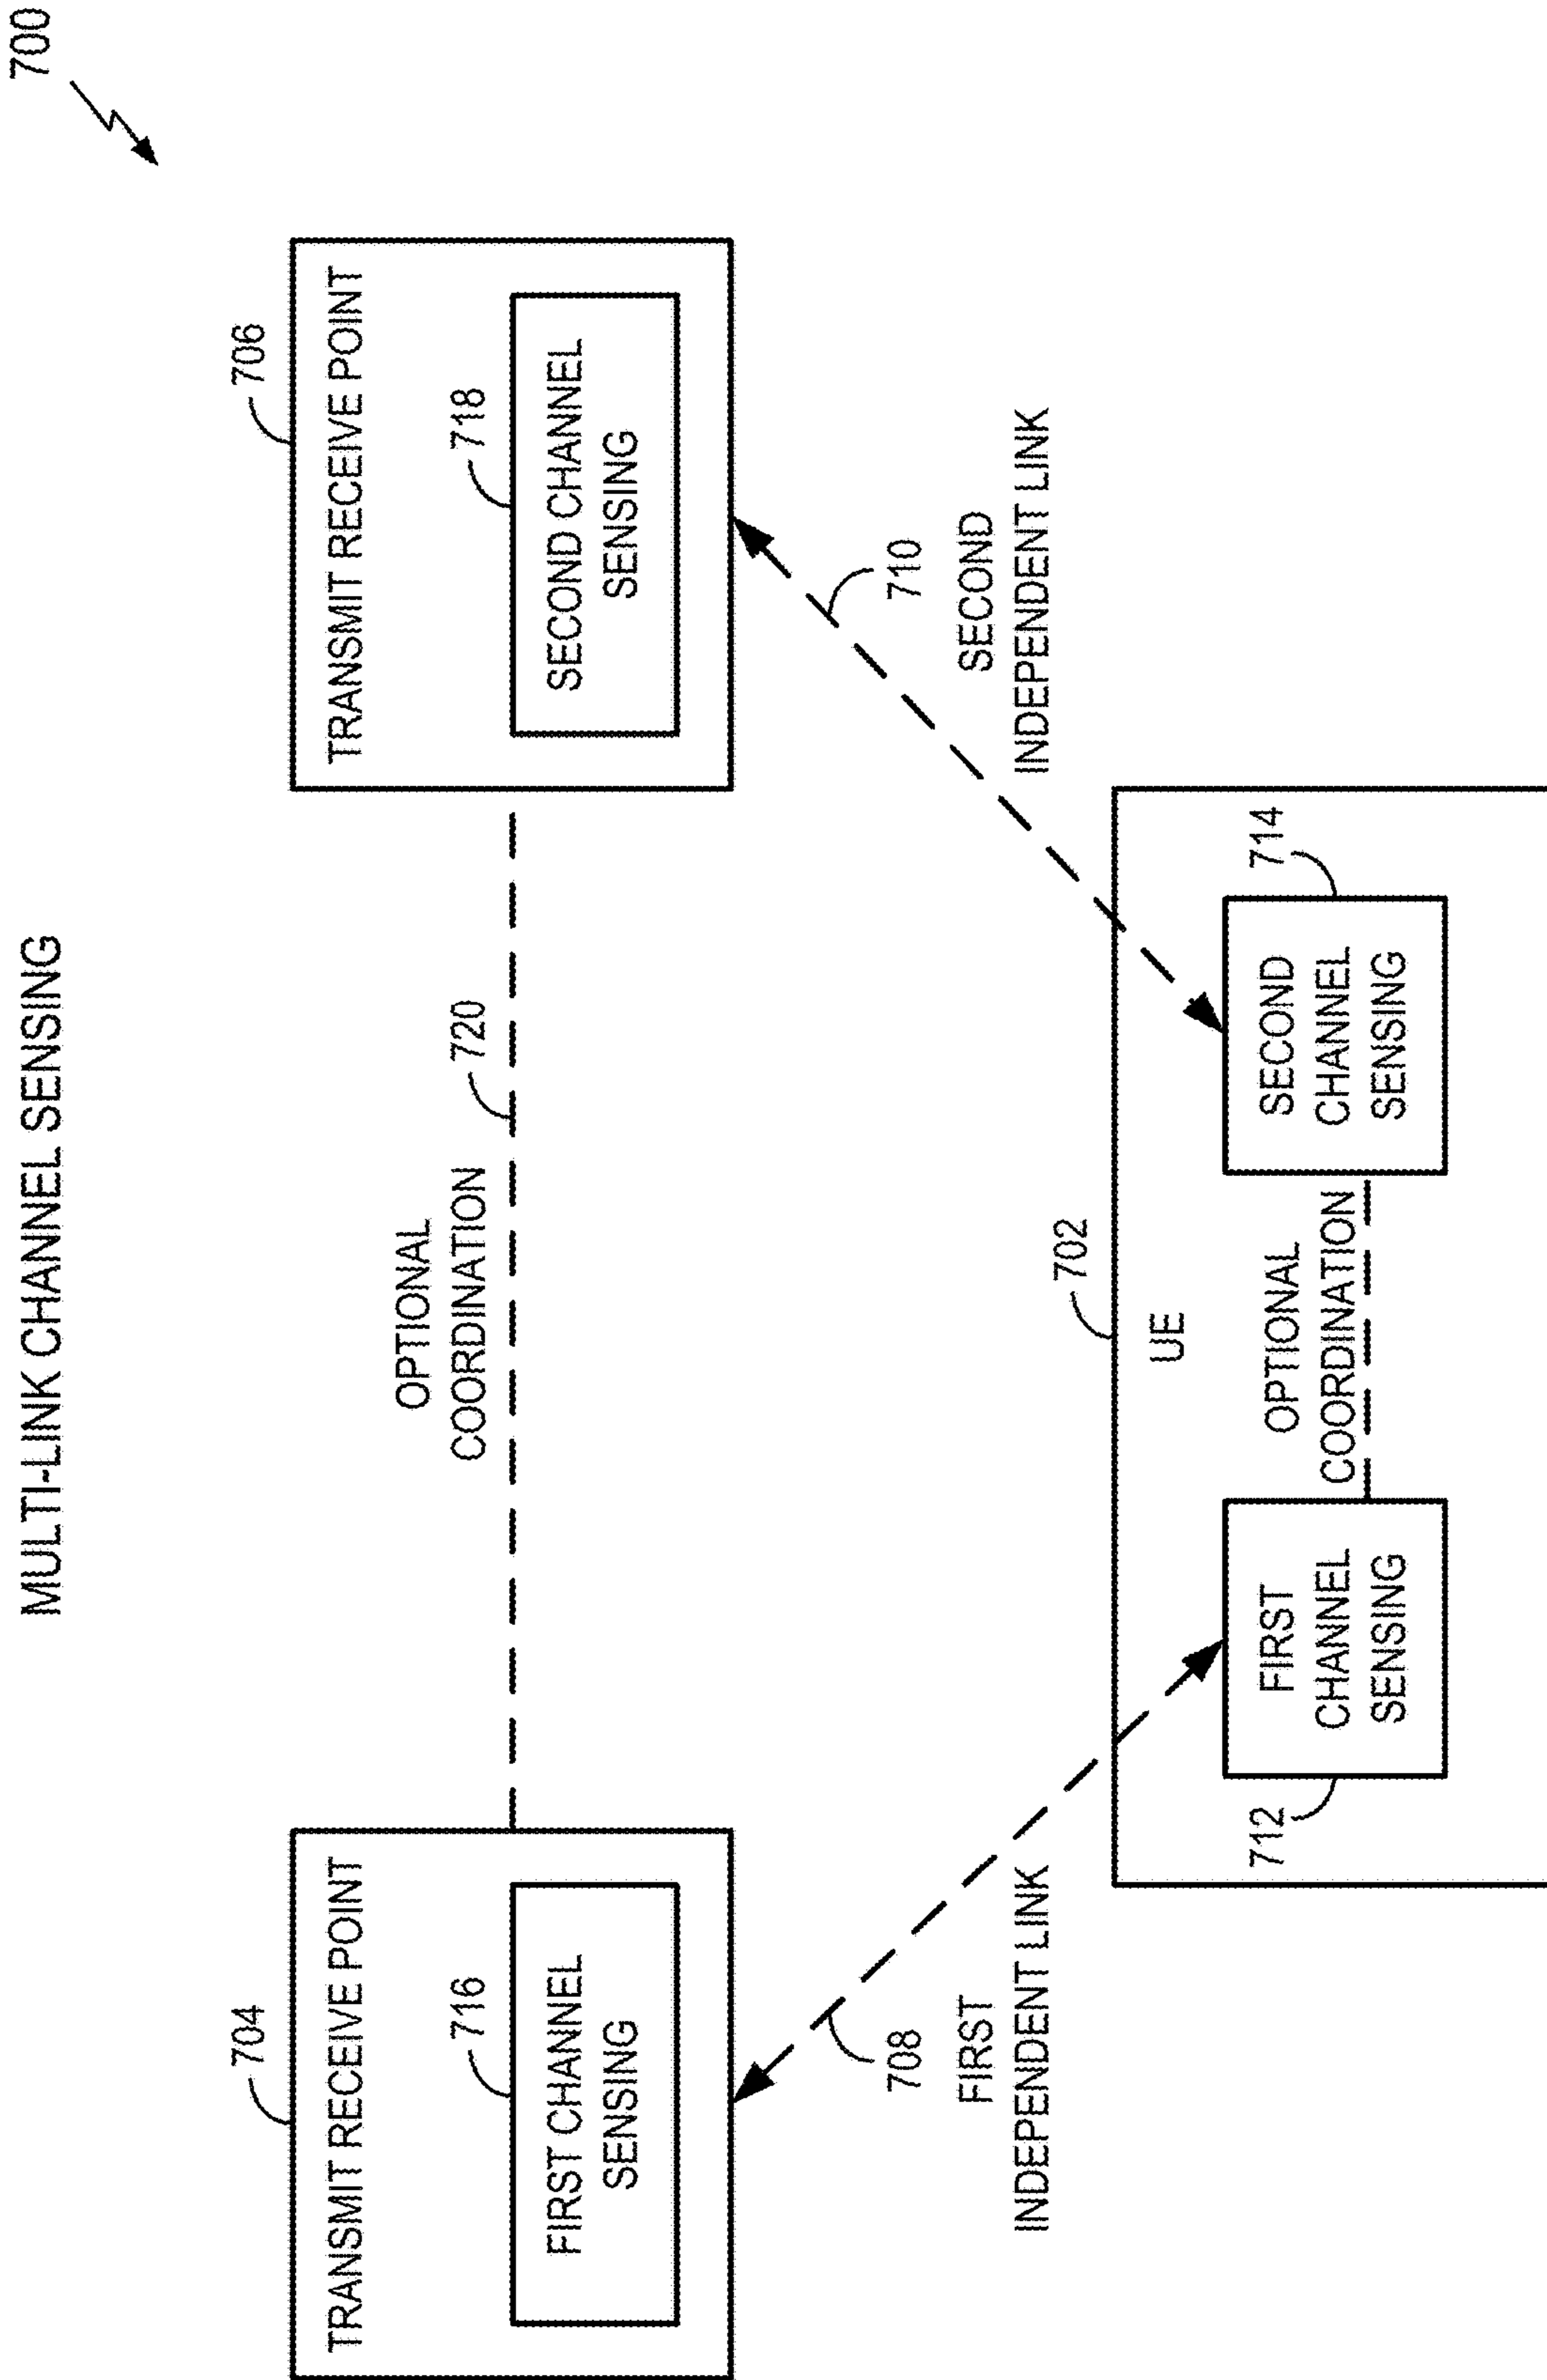 MULTI-LINK CHANNEL SENSING
700
704
TRANSMIT RECEIVE POINT
716
FIRST CHANNEL
SENSING
OPTIONAL
COORDINATION
720
706
TRANSMIT RECEIVE POINT
718
SECOND CHANNEL
SENSING
708
FIRST
INDEPENDENT LINK
710
SECOND
INDEPENDENT LINK
702
UE
712
FIRST
CHANNEL
SENSING
OPTIONAL
COORDINATION
714
SECOND
CHANNEL
SENSING